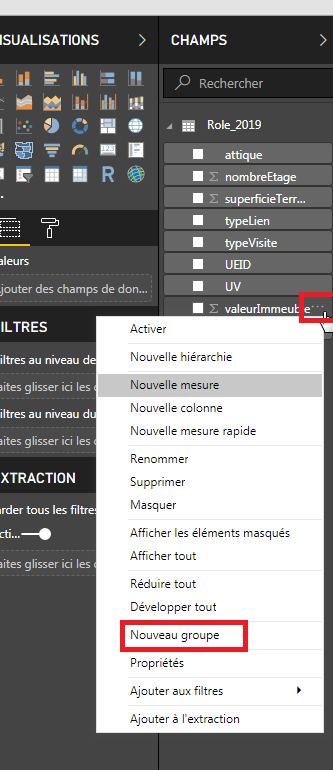 ISUALISATIONS
CHAMPS
Rechercher
Role_2019
attique
nombreEtage
superficieTerr...
typeLien
typeVisite
UEID
UV
valeurImmeuble
R
aleurs
jouter des champs de don...
ILTRES
iltres au niveau de
aites glisser ici les
iltres au niveau du
aites glisser ici les
XTRACTION
arder tous les filtres
cti...
aites glisser ici les
Activer
Nouvelle hiérarchie
Nouvelle mesure
Nouvelle colonne
Nouvelle mesure rapide
Renommer
Supprimer
Masquer
Afficher les éléments masqués
Afficher tout
Réduire tout
Développer tout
Nouveau groupe
Propriétés
Ajouter aux filtres
Ajouter à l'extraction